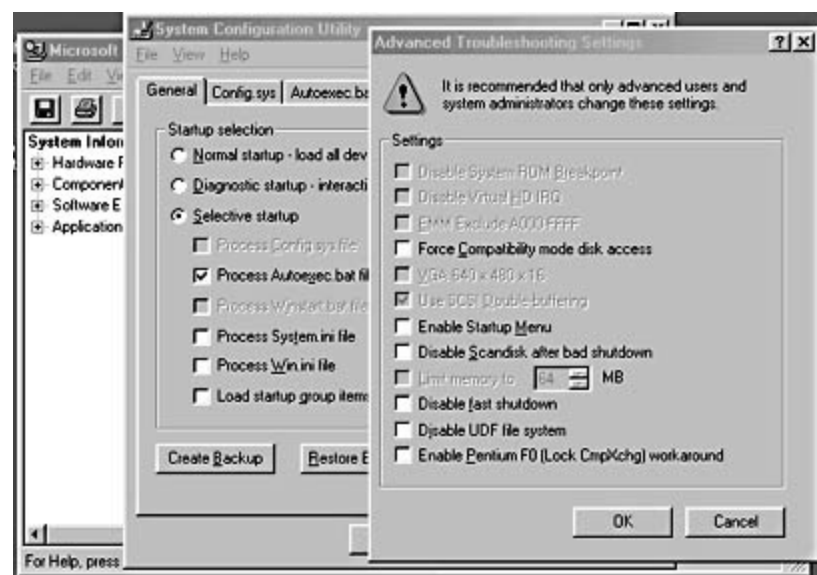 Microsoft
File Edit
System Infor
Hardware
Component
Software E
Application
For Help, press
System Configuration Utility
File View Help
General Config.sys Autoexec.ba
Startup selection
Normal startup - load all dev
Diagnostic startup - interacti
Selective startup
Process Config.sys file
Process Autoexec.bat fil
Process Winstart.bat file
Process System.ini file
Process Win.ini file
Load startup group items
Create Backup Restore B
Advanced Troubleshooting Settings
It is recommended that only advanced users and
system administrators change these settings.
Settings
Disable System ROM Breakpoint
Disable Virtual HD IRQ
EMM Exclude A000-FFFF
Force Compatibility mode disk access
VGA 640 x 480 x 16
Use SCSI Double-buffering
Enable Startup Menu
Disable Scandisk after bad shutdown
Limit memory to 64 MB
Disable fast shutdown
Disable UDF file system
Enable Pentium F0 (Lock CmpXchg) workaround
OK Cancel